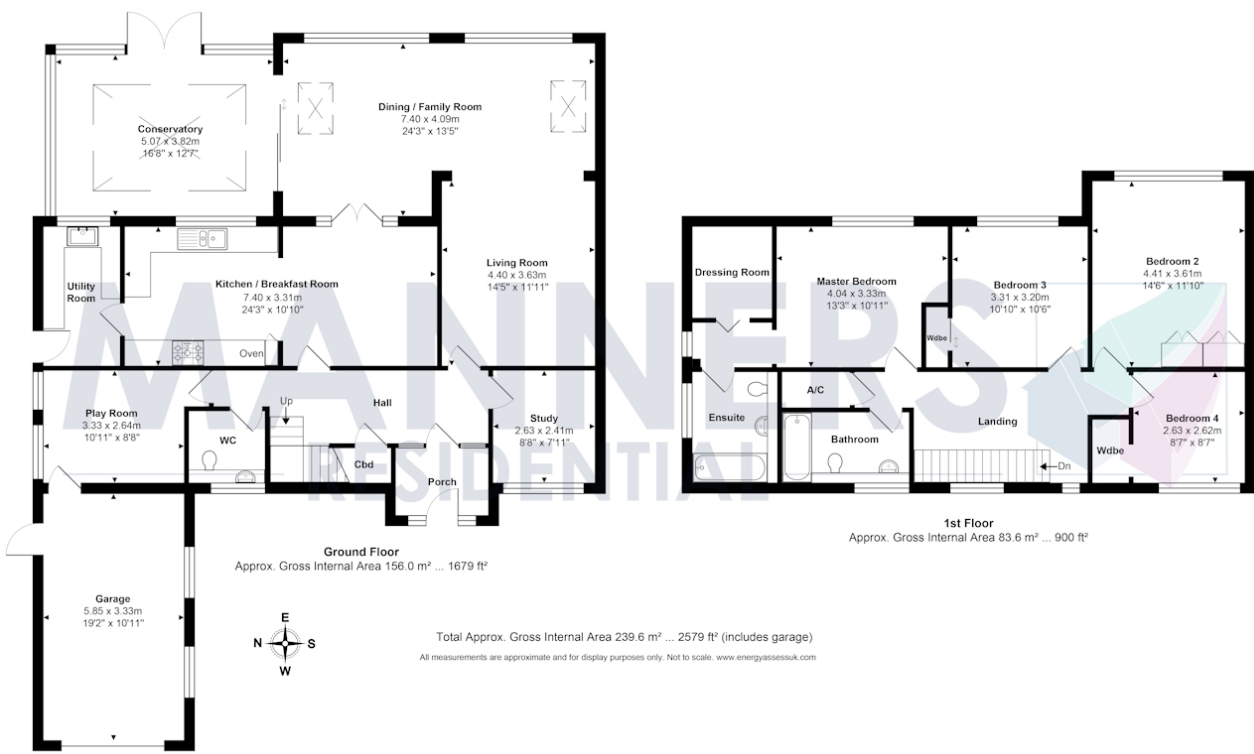 Conservatory
5.07 x 3.82m
16'8" x 12'7"
Dining / Family Room
7.40 x 4.09m
24'3" x 13'5"
Utility
Room
Kitchen / Breakfast Room
7.40 x 3.31m
24'3" x 10'10"
Oven
Living Room
4.40 x 3.63m
14'5" x 11'11"
Play Room
3.33 x 2.64m
10'11" x 8'8"
WC
Up
Hall
Cbd
Porch
Study
2.63 x 2.41m
8'8" x 7'11"
Garage
5.85 x 3.33m
19'2" x 10'11"
Ground Floor
Approx. Gross Internal Area 156.0 m² ... 1679 ft²
Dressing Room
Master Bedroom
4.04 x 3.33m
13'3" x 10'11"
Wdbe
Bedroom 3
3.31 x 3.20m
10'10" x 10'6"
Bedroom 2
4.41 x 3.61m
14'6" x 11'10"
Ensuite
A/C
Bathroom
Landing
Dn
Wdbe
Bedroom 4
2.63 x 2.62m
8'7" x 8'7"
1st Floor
Approx. Gross Internal Area 83.6 m² ... 900 ft²
MANNERS
RESIDENTIAL
E
N S
W
Total Approx. Gross Internal Area 239.6 m² ... 2579 ft² (includes garage)
All measurements are approximate and for display purposes only. Not to scale. www.energyassessuk.com